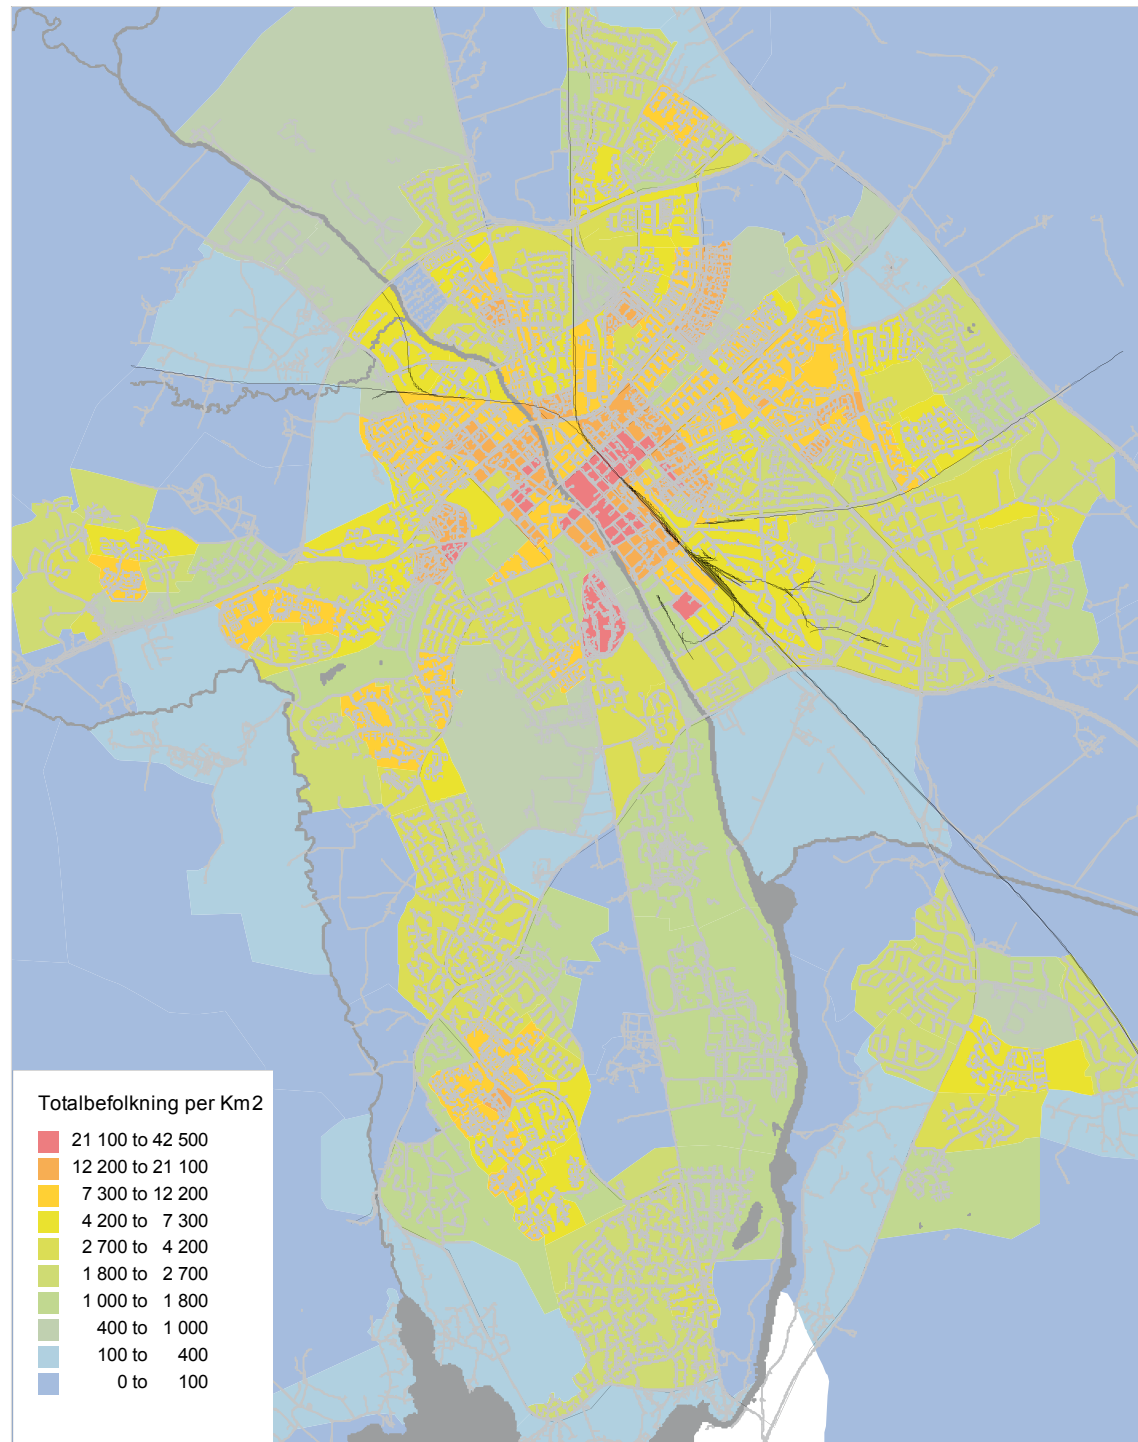 Totalbefolkning per Km2
21 100 to 42 500
12 200 to 21 100
7 300 to 12 200
4 200 to 7 300
2 700 to 4 200
1 800 to 2 700
1 000 to 1 800
400 to 1 000
100 to 400
0 to 100